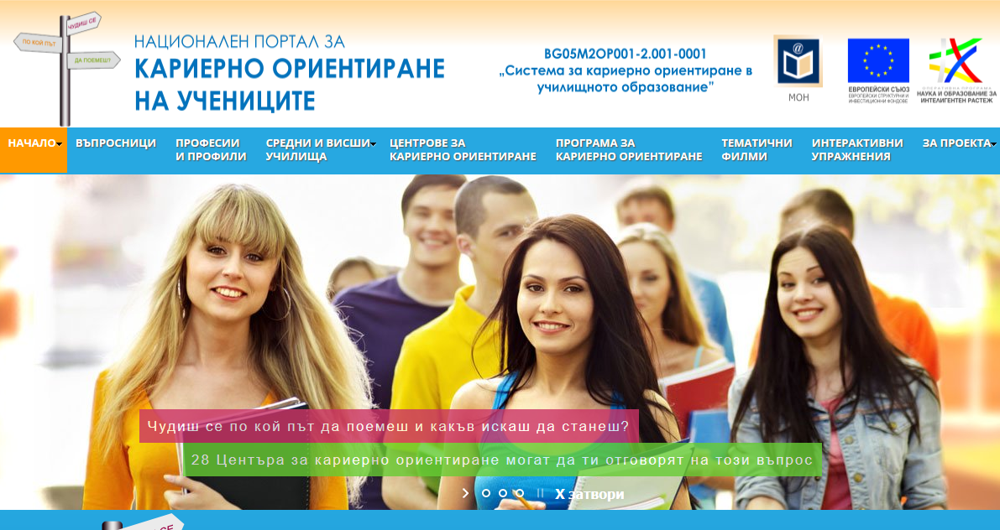 ЧУДИШ СЕ
ПО КОЙ ПЪТ
ДА ПОЕМЕШ?
НАЦИОНАЛЕН ПОРТАЛ ЗА
КАРИЕРНО ОРИЕНТИРАНЕ
НА УЧЕНИЦИТЕ
BG05M2OP001-2.001-0001
„Система за кариерно ориентиране в
училищното образование”
@
МОН
ЕВРОПЕЙСКИ СЪЮЗ
ЕВРОПЕЙСКИ СТРУКТУРНИ И
ИНВЕСТИЦИОННИ ФОНДОВЕ
ОПЕРАТИВНА ПРОГРАМА
НАУКА И ОБРАЗОВАНИЕ ЗА
ИНТЕЛИГЕНТЕН РАСТЕЖ
НАЧАЛО
ВЪПРОСНИЦИ
ПРОФЕСИИ
И ПРОФИЛИ
СРЕДНИ И ВИСШИ
УЧИЛИЩА
ЦЕНТРОВЕ ЗА
КАРИЕРНО ОРИЕНТИРАНЕ
ПРОГРАМА ЗА
КАРИЕРНО ОРИЕНТИРАНЕ
ТЕМАТИЧНИ
ФИЛМИ
ИНТЕРАКТИВНИ
УПРАЖНЕНИЯ
ЗА ПРОЕКТА
Чудиш се по кой път да поемеш и какъв искаш да станеш?
28 Центъра за кариерно ориентиране могат да ти отговорят на този въпрос
X затвори